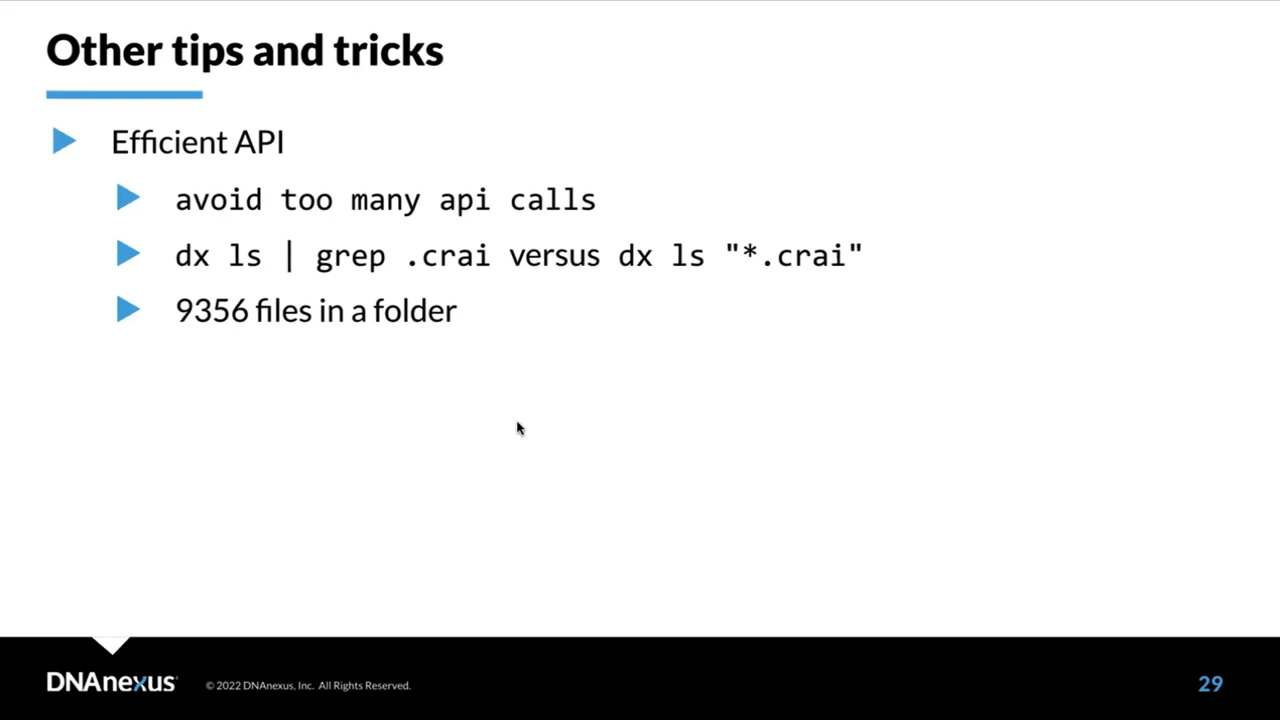 Other tips and tricks
Efficient API
avoid too many api calls
dx ls | grep .crai versus dx ls "*.crai"
9356 files in a folder
DNAnexus
© 2022 DNAnexus, Inc. All Rights Reserved.
29